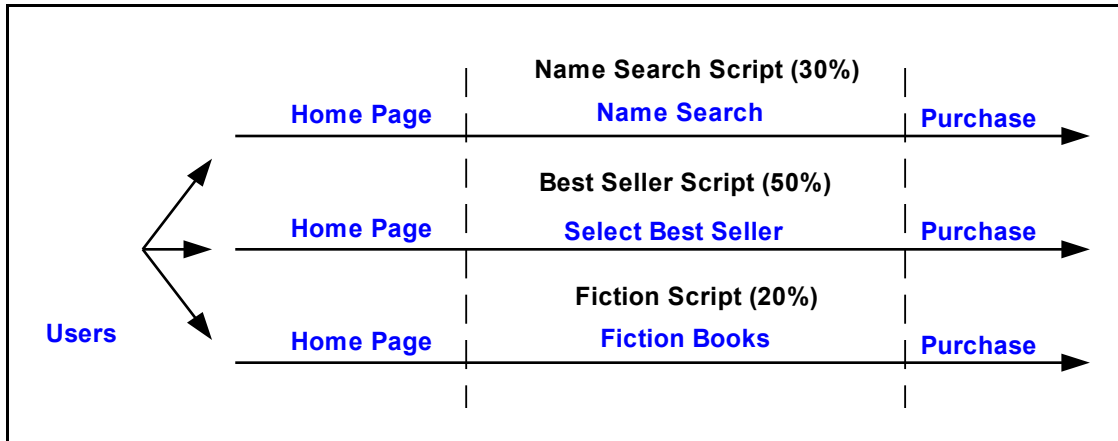 Name Search Script (30%)
Home Page Name Search Purchase
Best Seller Script (50%)
Home Page Select Best Seller Purchase
Fiction Script (20%)
Users
Home Page Fiction Books Purchase